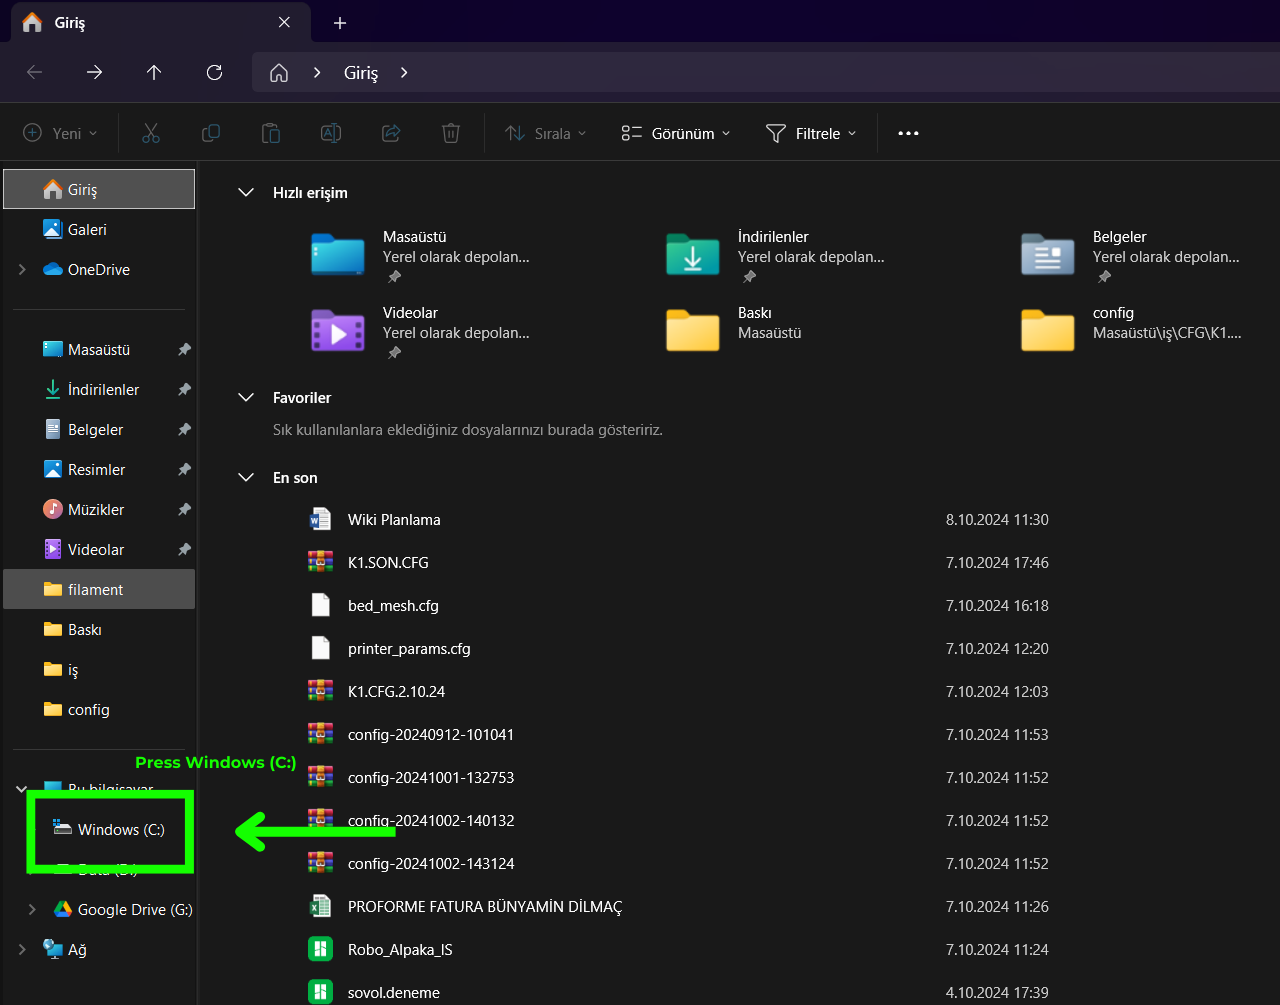 Giriş
Giriş
Yeni
Sırala
Görünüm
Filtrele
Giriş
Galeri
OneDrive
Masaüstü
İndirilenler
Belgeler
Resimler
Müzikler
Videolar
filament
Baskı
iş
config
Press Windows (C:)
Bu bilgisayar
Windows (C:)
Data (D:)
Google Drive (G:)
Ağ
Hızlı erişim
Masaüstü
Yerel olarak depolan...
İndirilenler
Yerel olarak depolan...
Belgeler
Yerel olarak depolan...
Videolar
Yerel olarak depolan...
Baskı
Masaüstü
config
Masaüstü\iş\CFG\K1....
Favoriler
Sık kullanılanlara eklediğiniz dosyalarınızı burada gösteririz.
En son
Wiki Planlama 8.10.2024 11:30
K1.SON.CFG 7.10.2024 17:46
bed_mesh.cfg 7.10.2024 16:18
printer_params.cfg 7.10.2024 12:20
K1.CFG.2.10.24 7.10.2024 12:03
config-20240912-101041 7.10.2024 11:53
config-20241001-132753 7.10.2024 11:52
config-20241002-140132 7.10.2024 11:52
config-20241002-143124 7.10.2024 11:52
PROFORME FATURA BÜNYAMİN DİLMAÇ 7.10.2024 11:26
Robo_Alpaka_IS 7.10.2024 11:24
sovol.deneme 4.10.2024 17:39